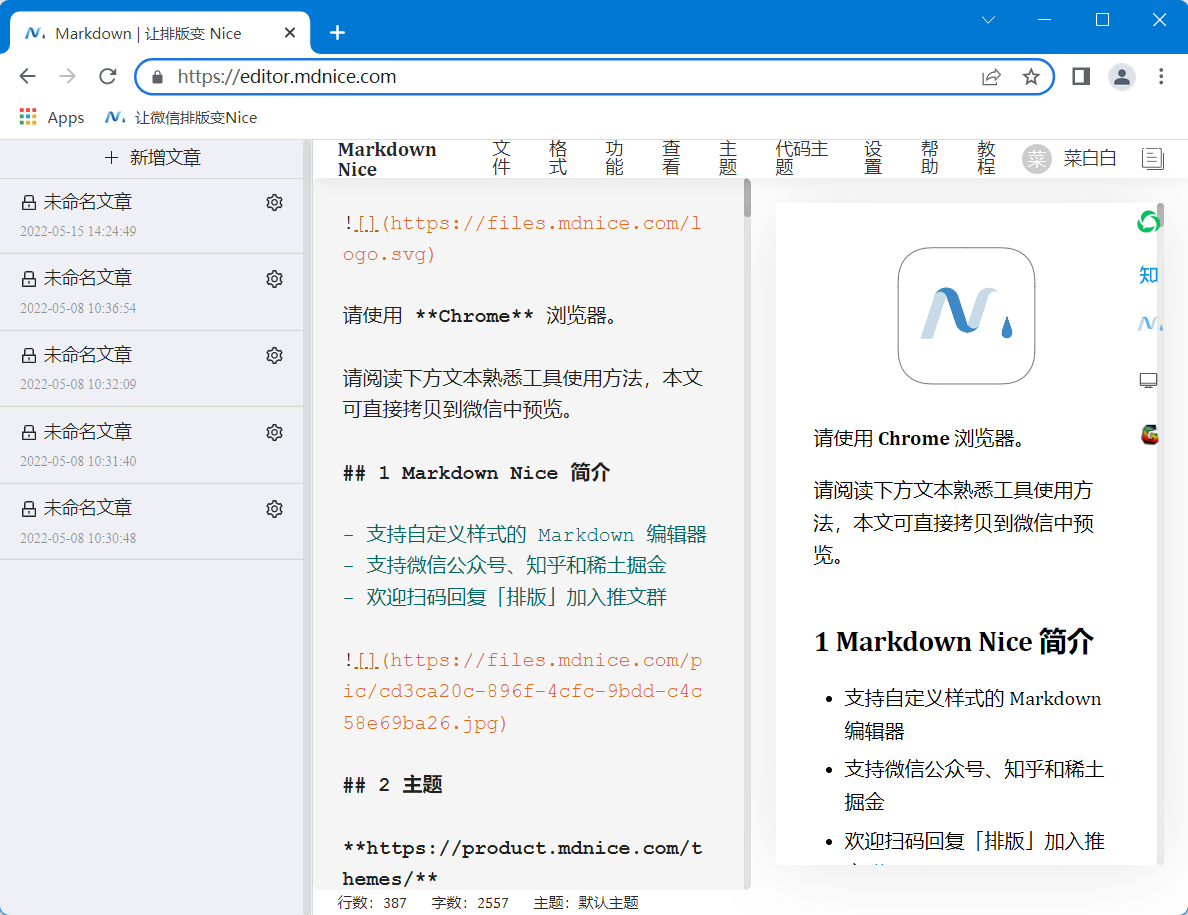 Markdown | 让排版变 Nice
https://editor.mdnice.com
Apps
让微信排版变Nice
新增文章
Markdown
Nice
文件
格式
功能
查看
主题
代码主题
设置
帮助
教程
菜
菜白白
未命名文章
2022-05-15 14:24:49
未命名文章
2022-05-08 10:36:54
未命名文章
2022-05-08 10:32:09
未命名文章
2022-05-08 10:31:40
未命名文章
2022-05-08 10:30:48
![](https://files.mdnice.com/l
ogo.svg)
请使用 **Chrome** 浏览器。
请阅读下方文本熟悉工具使用方法，本文
可直接拷贝到微信中预览。
## 1 Markdown Nice 简介
- 支持自定义样式的 Markdown 编辑器
- 支持微信公众号、知乎和稀土掘金
- 欢迎扫码回复「排版」加入推文群
![](https://files.mdnice.com/p
ic/cd3ca20c-896f-4cfc-9bdd-c4c
58e69ba26.jpg)
## 2 主题
**https://product.mdnice.com/t
hemes/**
行数：387 字数：2557 主题：默认主题
知
请使用 Chrome 浏览器。
请阅读下方文本熟悉工具使用方
法，本文可直接拷贝到微信中预
览。
1 Markdown Nice 简介
• 支持自定义样式的 Markdown
编辑器
• 支持微信公众号、知乎和稀土
掘金
• 欢迎扫码回复「排版」加入推